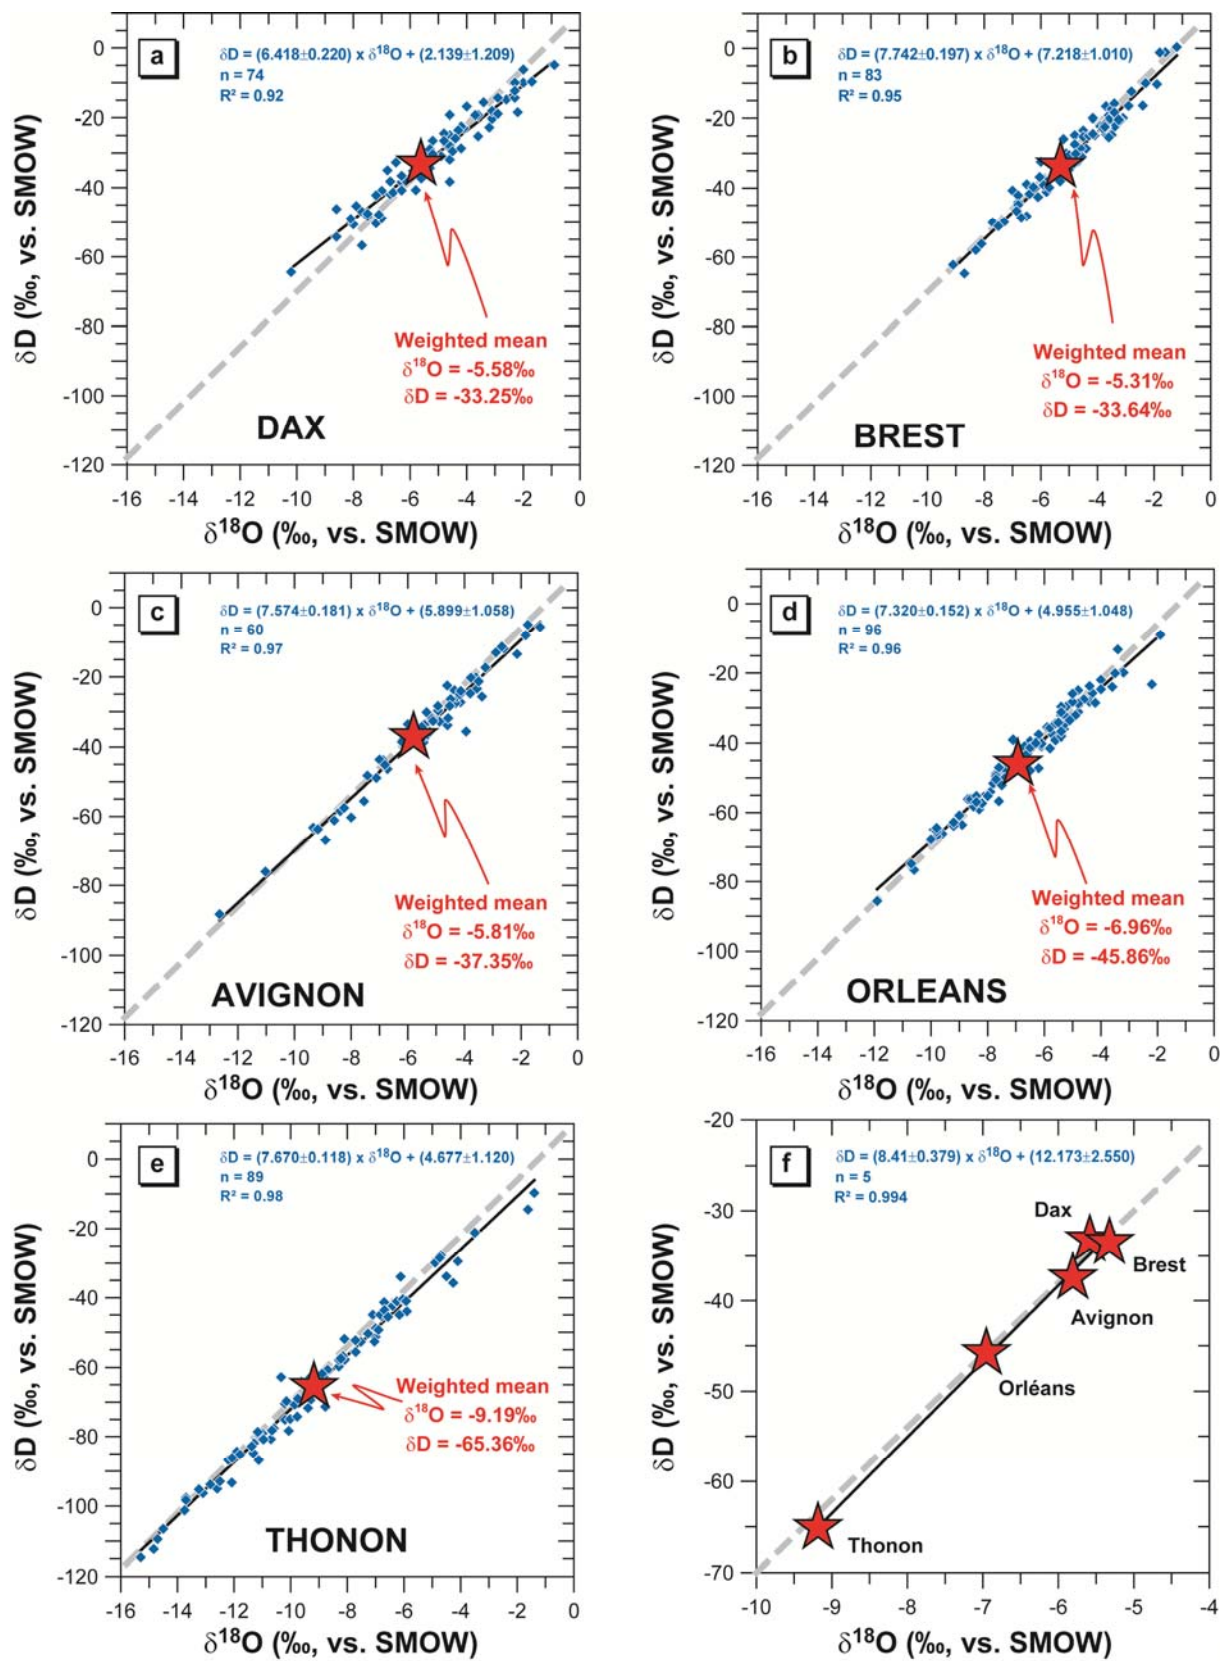 a
δD = (6.418±0.220) x δ¹⁸O + (2.139±1.209)
n = 74
R² = 0.92
0
-20
-40
-60
-80
-100
-120
δD (‰, vs. SMOW)
Weighted mean
δ¹⁸O = -5.58‰
δD = -33.25‰
DAX
-16 -14 -12 -10 -8 -6 -4 -2 0
δ¹⁸O (‰, vs. SMOW)
b
δD = (7.742±0.197) x δ¹⁸O + (7.218±1.010)
n = 83
R² = 0.95
0
-20
-40
-60
-80
-100
-120
δD (‰, vs. SMOW)
Weighted mean
δ¹⁸O = -5.31‰
δD = -33.64‰
BREST
-16 -14 -12 -10 -8 -6 -4 -2 0
δ¹⁸O (‰, vs. SMOW)
c
δD = (7.574±0.181) x δ¹⁸O + (5.899±1.058)
n = 60
R² = 0.97
0
-20
-40
-60
-80
-100
-120
δD (‰, vs. SMOW)
Weighted mean
δ¹⁸O = -5.81‰
δD = -37.35‰
AVIGNON
-16 -14 -12 -10 -8 -6 -4 -2 0
δ¹⁸O (‰, vs. SMOW)
d
δD = (7.320±0.152) x δ¹⁸O + (4.955±1.048)
n = 96
R² = 0.96
0
-20
-40
-60
-80
-100
-120
δD (‰, vs. SMOW)
Weighted mean
δ¹⁸O = -6.96‰
δD = -45.86‰
ORLEANS
-16 -14 -12 -10 -8 -6 -4 -2 0
δ¹⁸O (‰, vs. SMOW)
e
δD = (7.670±0.118) x δ¹⁸O + (4.677±1.120)
n = 89
R² = 0.98
0
-20
-40
-60
-80
-100
-120
δD (‰, vs. SMOW)
Weighted mean
δ¹⁸O = -9.19‰
δD = -65.36‰
THONON
-16 -14 -12 -10 -8 -6 -4 -2 0
δ¹⁸O (‰, vs. SMOW)
f
δD = (8.41±0.379) x δ¹⁸O + (12.173±2.550)
n = 5
R² = 0.994
-20
-30
-40
-50
-60
-70
δD (‰, vs. SMOW)
Dax
Brest
Avignon
Orléans
Thonon
-10 -9 -8 -7 -6 -5 -4
δ¹⁸O (‰, vs. SMOW)